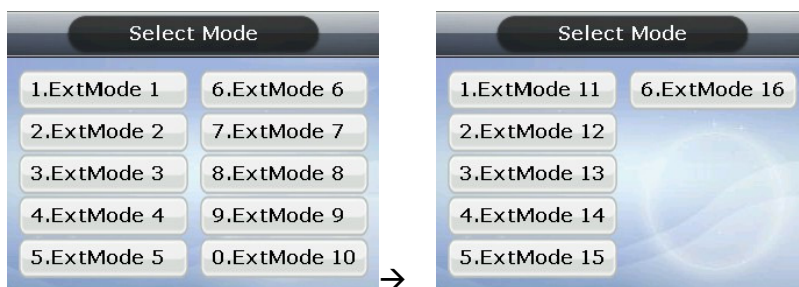 Select Mode
1.ExtMode 1
2.ExtMode 2
3.ExtMode 3
4.ExtMode 4
5.ExtMode 5
6.ExtMode 6
7.ExtMode 7
8.ExtMode 8
9.ExtMode 9
0.ExtMode 10
→
Select Mode
1.ExtMode 11
2.ExtMode 12
3.ExtMode 13
4.ExtMode 14
5.ExtMode 15
6.ExtMode 16